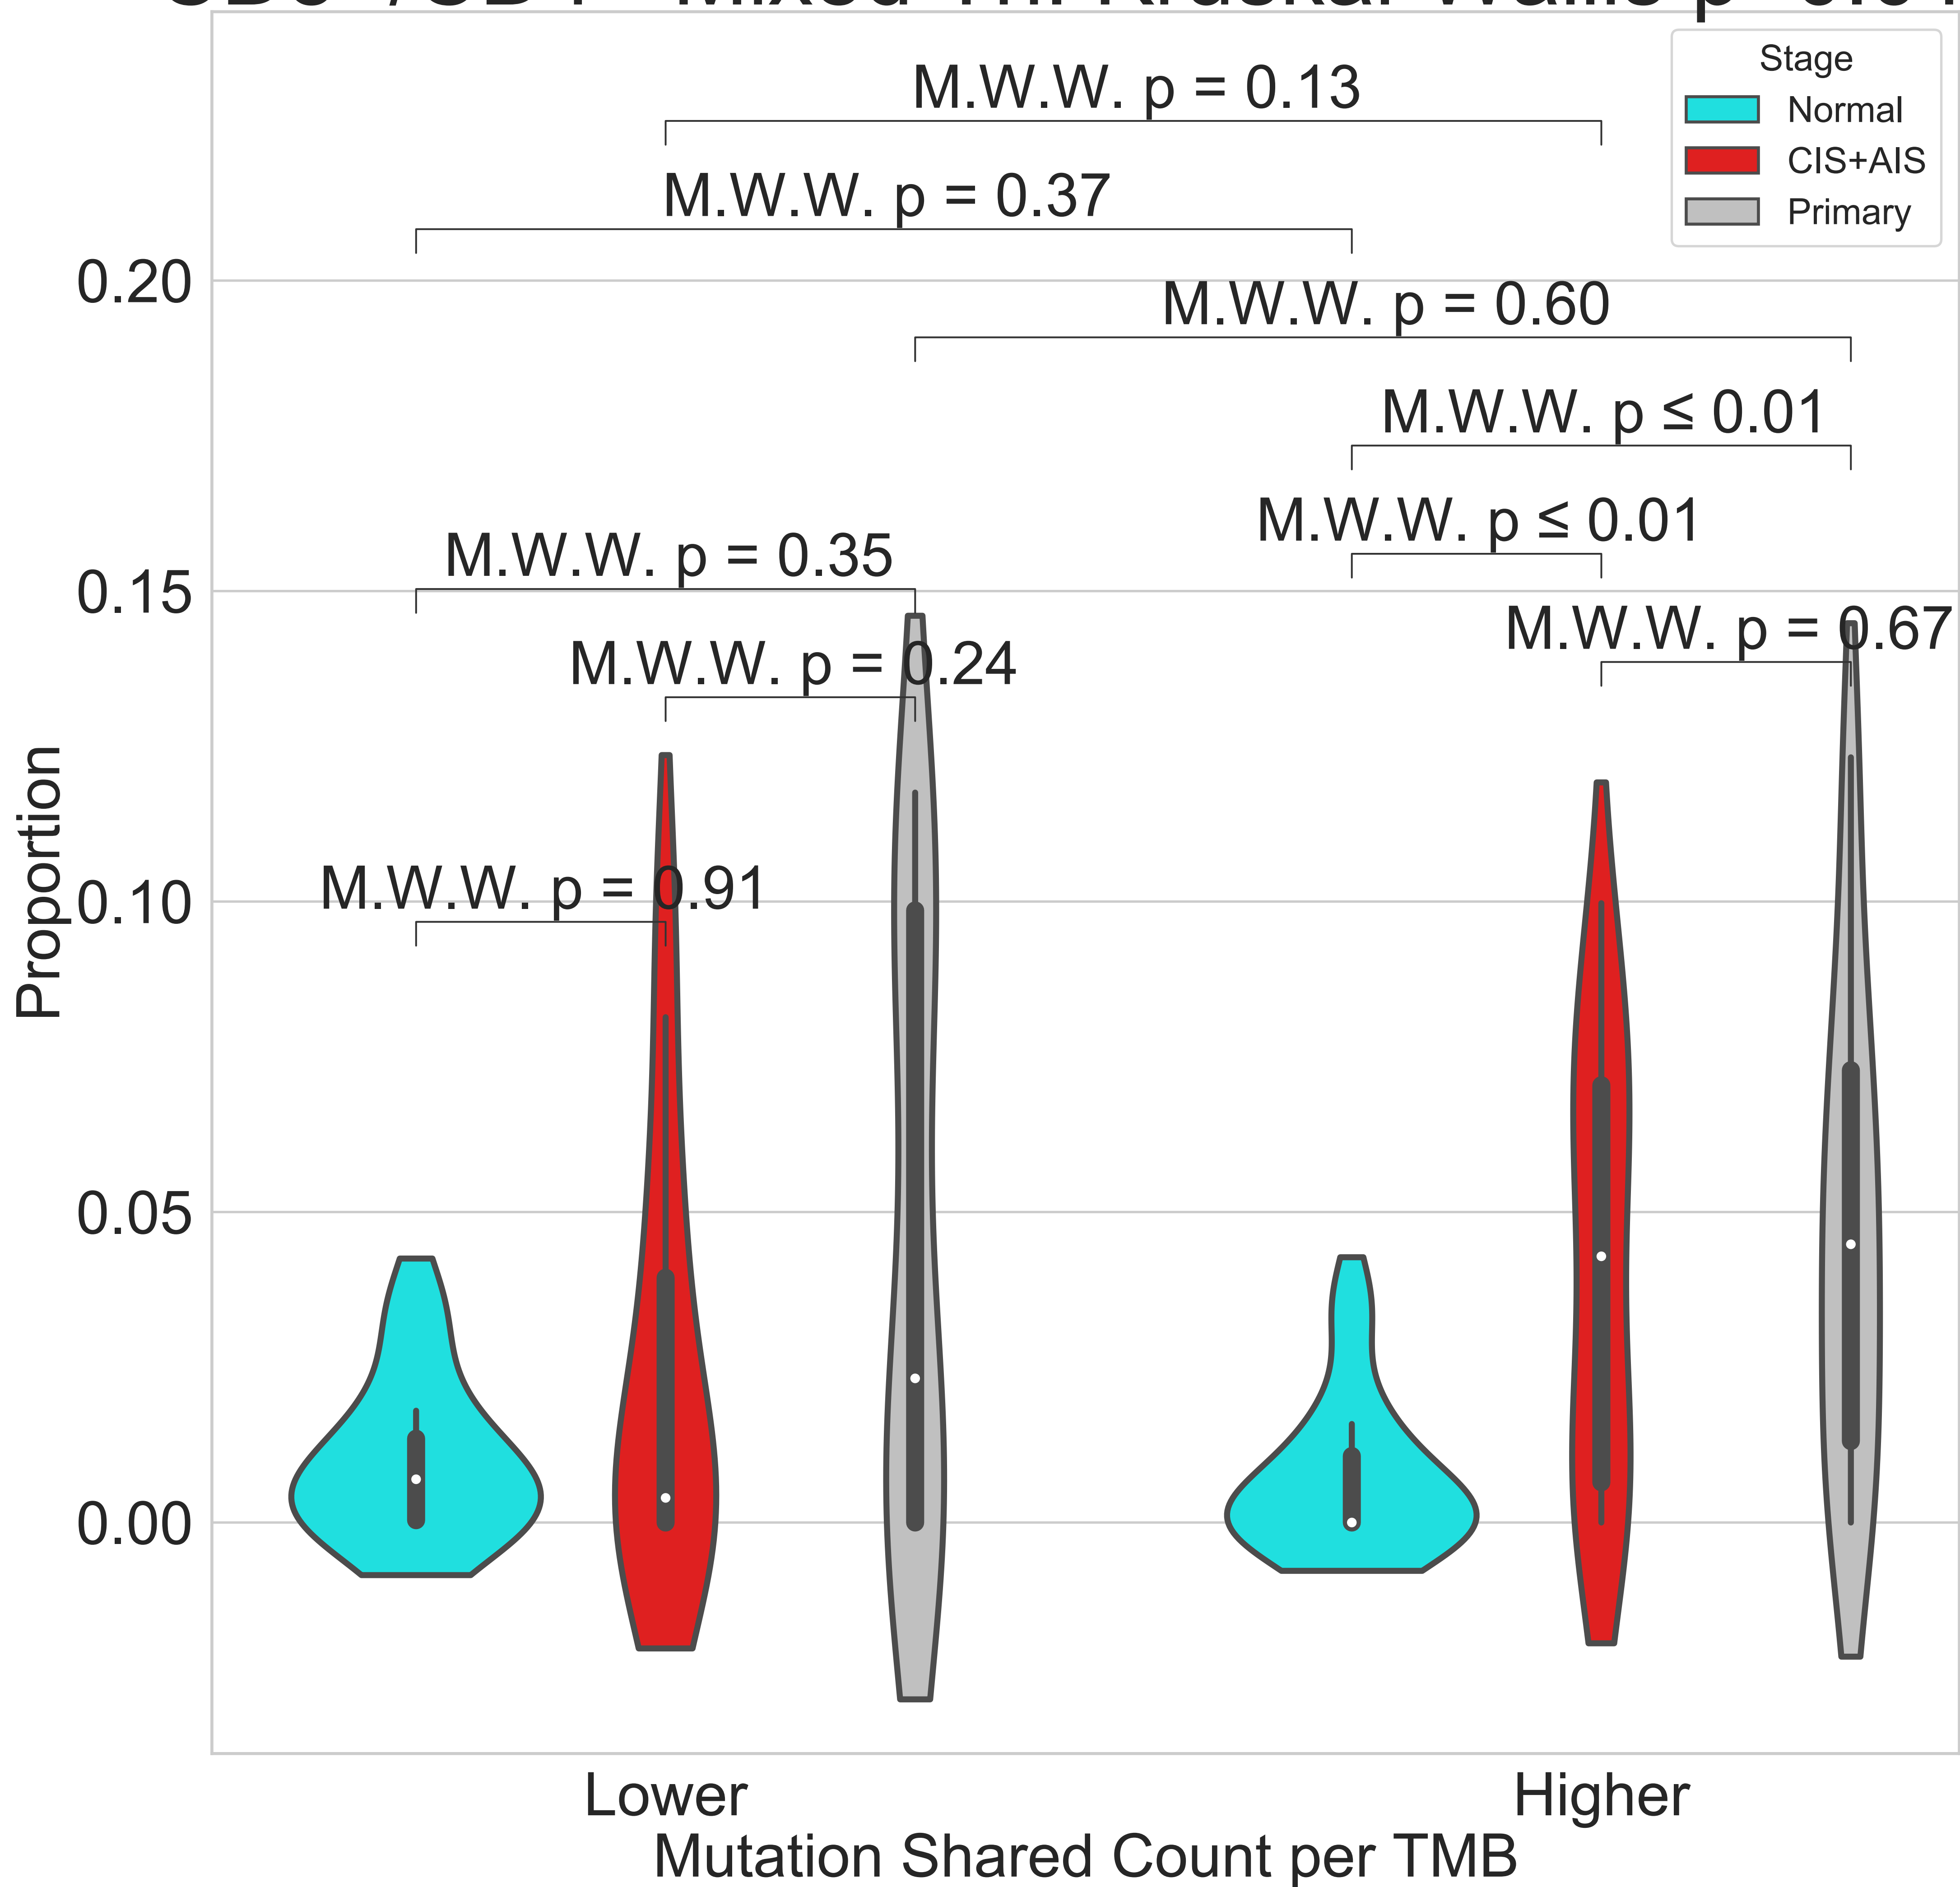 Stage
Normal
CIS+AIS
Primary
M.W.W. p = 0.13
M.W.W. p = 0.37
M.W.W. p = 0.60
M.W.W. p ≤ 0.01
M.W.W. p ≤ 0.01
M.W.W. p = 0.35
M.W.W. p = 0.67
M.W.W. p = 0.24
M.W.W. p = 0.91
0.20
0.15
0.10
0.05
0.00
Proportion
Lower
Higher
Mutation Shared Count per TMB